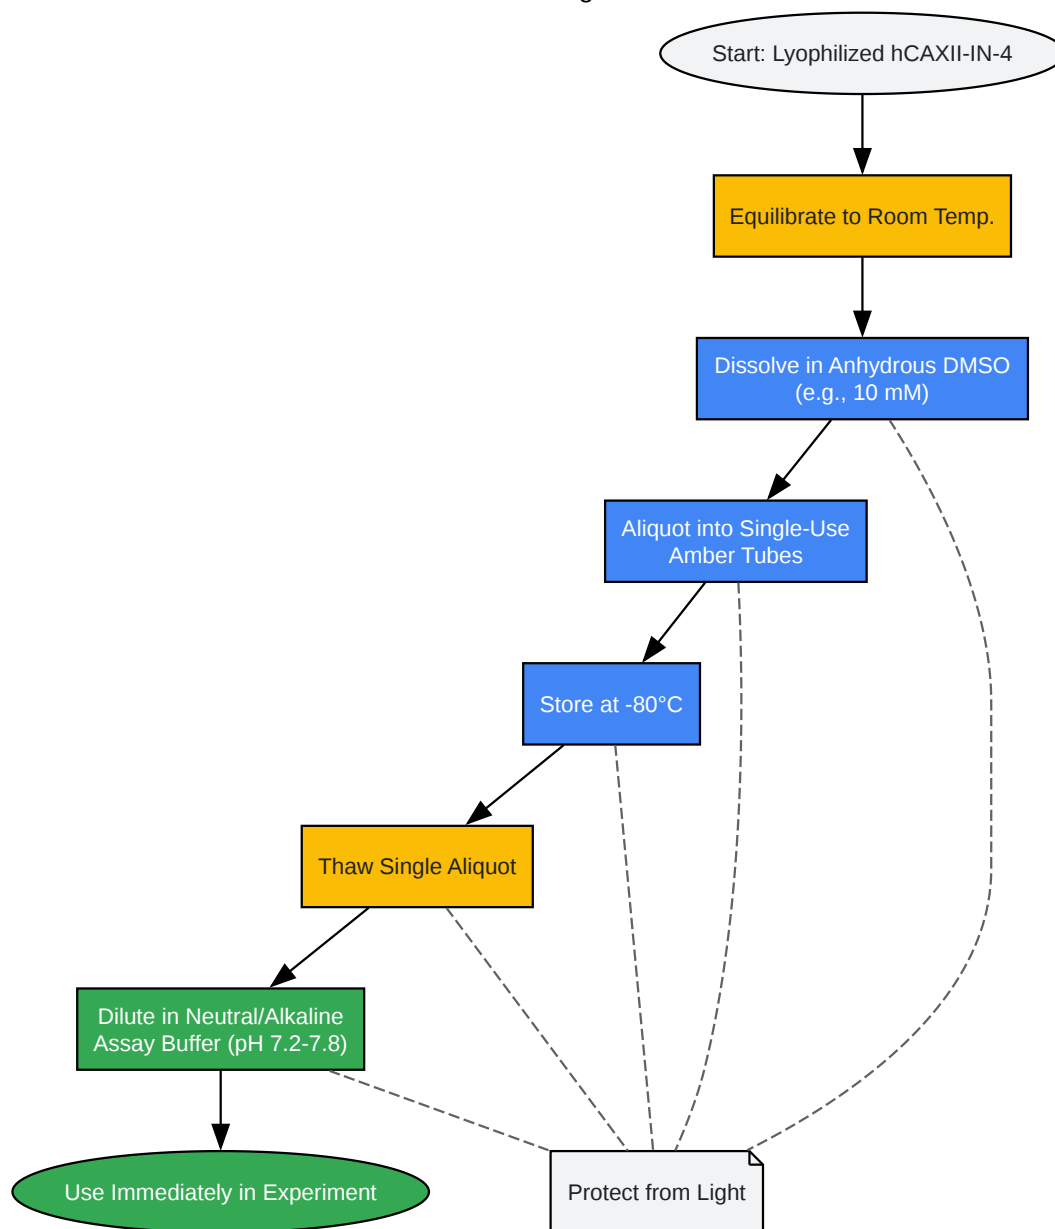 Start: Lyophilized hCAXII-IN-4
Equilibrate to Room Temp.
Dissolve in Anhydrous DMSO
(e.g., 10 mM)
Aliquot into Single-Use
Amber Tubes
Store at -80°C
Thaw Single Aliquot
Dilute in Neutral/Alkaline
Assay Buffer (pH 7.2-7.8)
Use Immediately in Experiment
Protect from Light